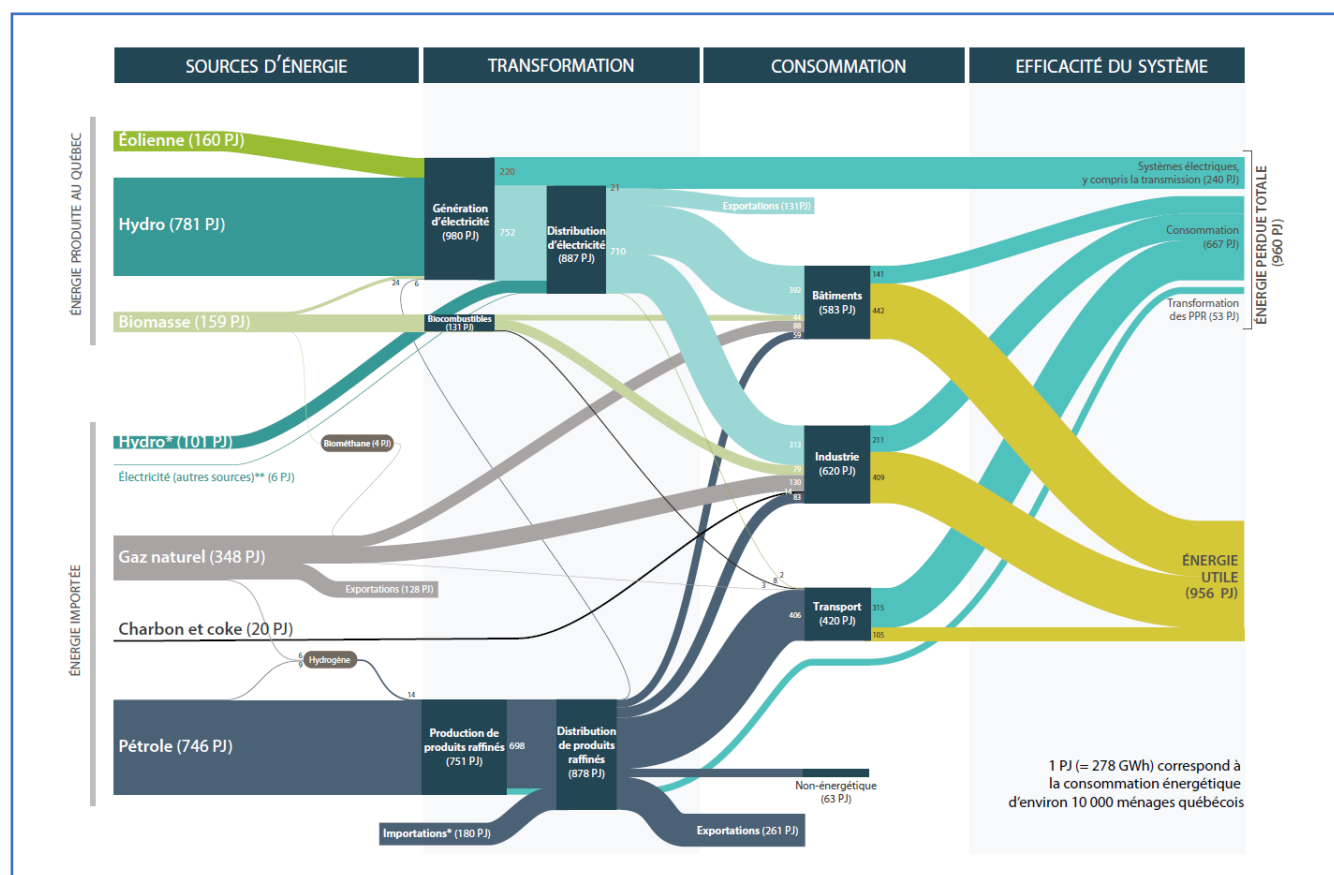 SOURCES D'ÉNERGIE
TRANSFORMATION
CONSOMMATION
EFFICACITÉ DU SYSTÈME
ÉNERGIE PRODUITE AU QUÉBEC
Éolienne (160 PJ)
Hydro (781 PJ)
Biomasse (159 PJ)
24
6
Génération
d'électricité
(980 PJ)
220
752
Distribution
d'électricité
(887 PJ)
21
710
Exportations (131PJ)
Biocombustibles
(131 PJ)
392
44
88
59
Bâtiments
(583 PJ)
141
442
Systèmes électriques,
y compris la transmission (240 PJ)
Consommation
(667 PJ)
Transformation
des PPR (53 PJ)
ÉNERGIE PERDUE TOTALE
(960 PJ)
ÉNERGIE IMPORTÉE
Hydro* (101 PJ)
Électricité (autres sources)** (6 PJ)
Biométhane (4 PJ)
Gaz naturel (348 PJ)
Exportations (128 PJ)
Charbon et coke (20 PJ)
6
9
Hydrogène
14
Pétrole (746 PJ)
Production de
produits raffinés
(751 PJ)
698
Distribution
de produits
raffinés
(878 PJ)
Importations* (180 PJ)
Exportations (261 PJ)
Non-énergétique
(63 PJ)
313
79
130
14
83
Industrie
(620 PJ)
211
409
2
8
3
406
Transport
(420 PJ)
315
105
ÉNERGIE
UTILE
(956 PJ)
1 PJ (= 278 GWh) correspond à
la consommation énergétique
d'environ 10 000 ménages québécois